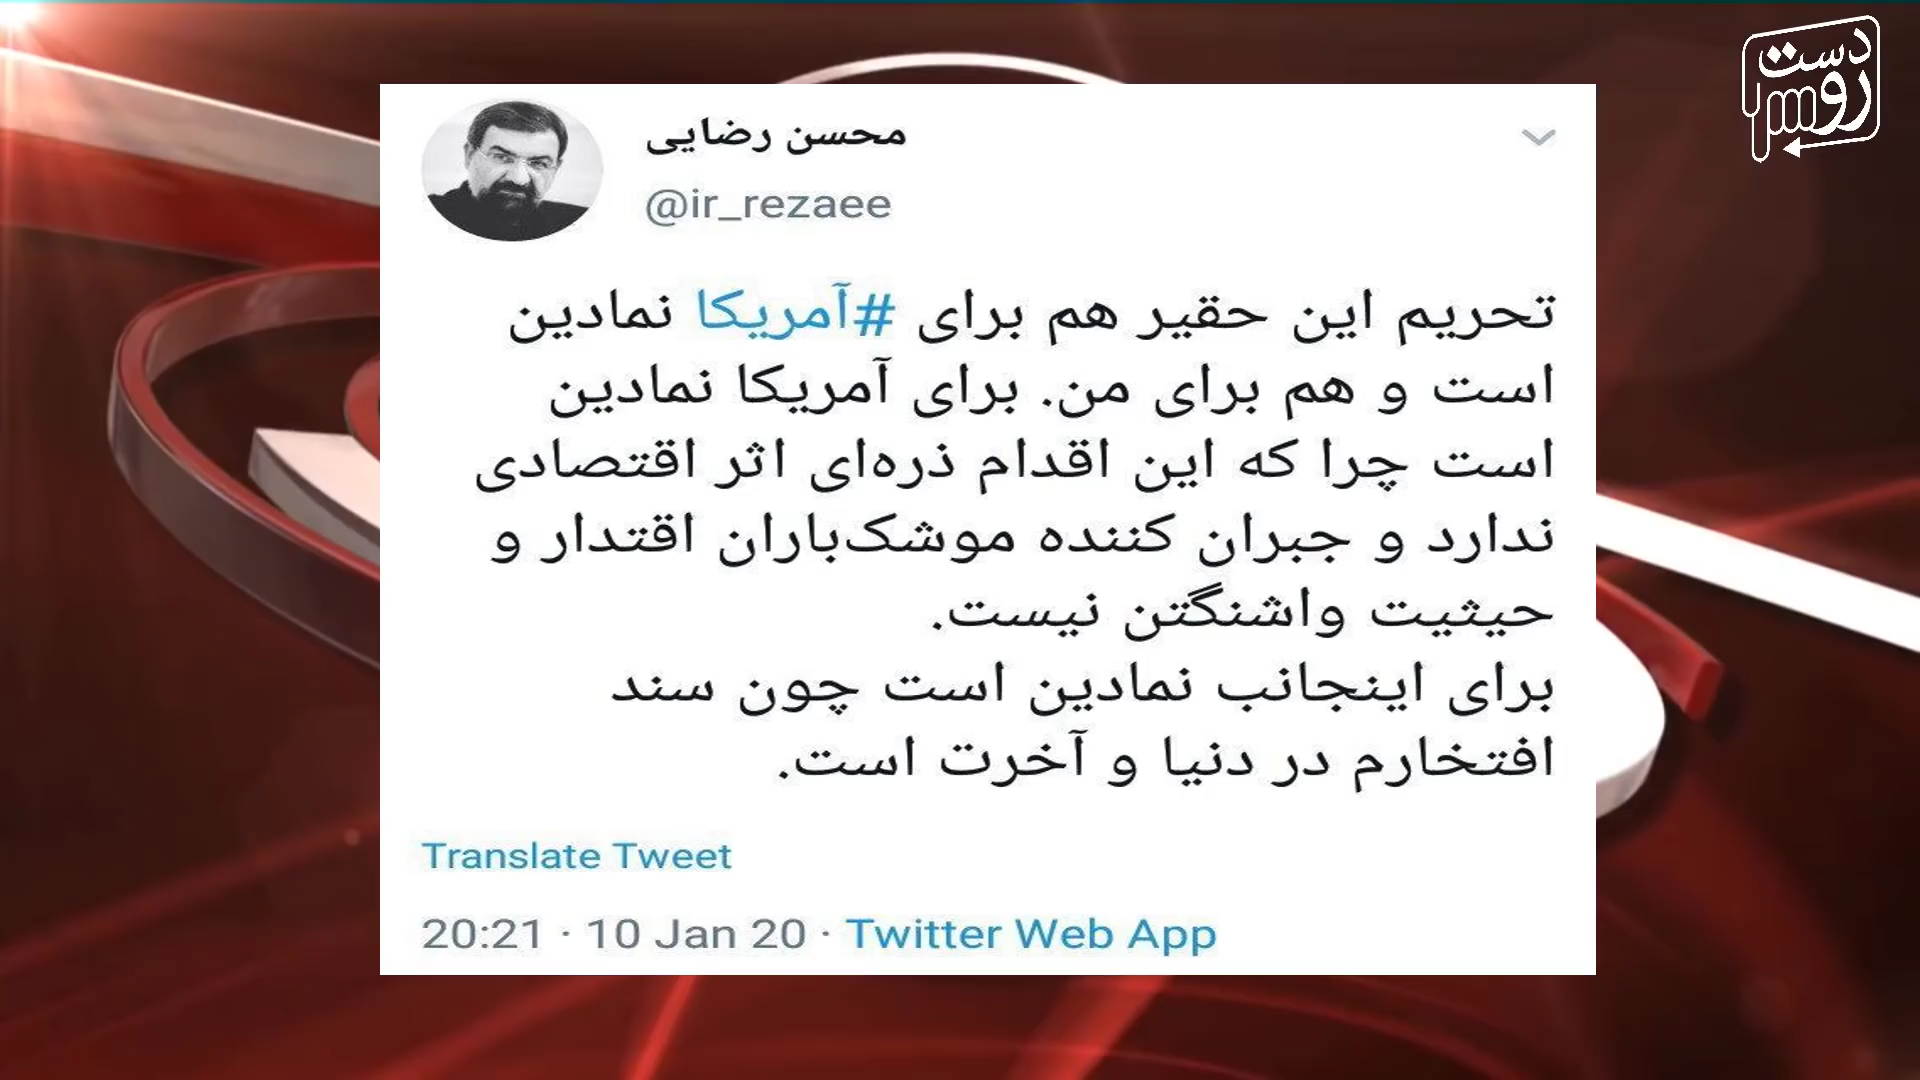 دست
رو
محسن رضایی
@ir_rezaee
تحریم این حقیر هم برای #آمریکا نمادین
است و هم برای من. برای آمریکا نمادین
است چرا که این اقدام ذره‌ای اثر اقتصادی
ندارد و جبران کننده موشک‌باران اقتدار و
حیثیت واشنگتن نیست.
برای اینجانب نمادین است چون سند
افتخارم در دنیا و آخرت است.
Translate Tweet
20:21 · 10 Jan 20 · Twitter Web App